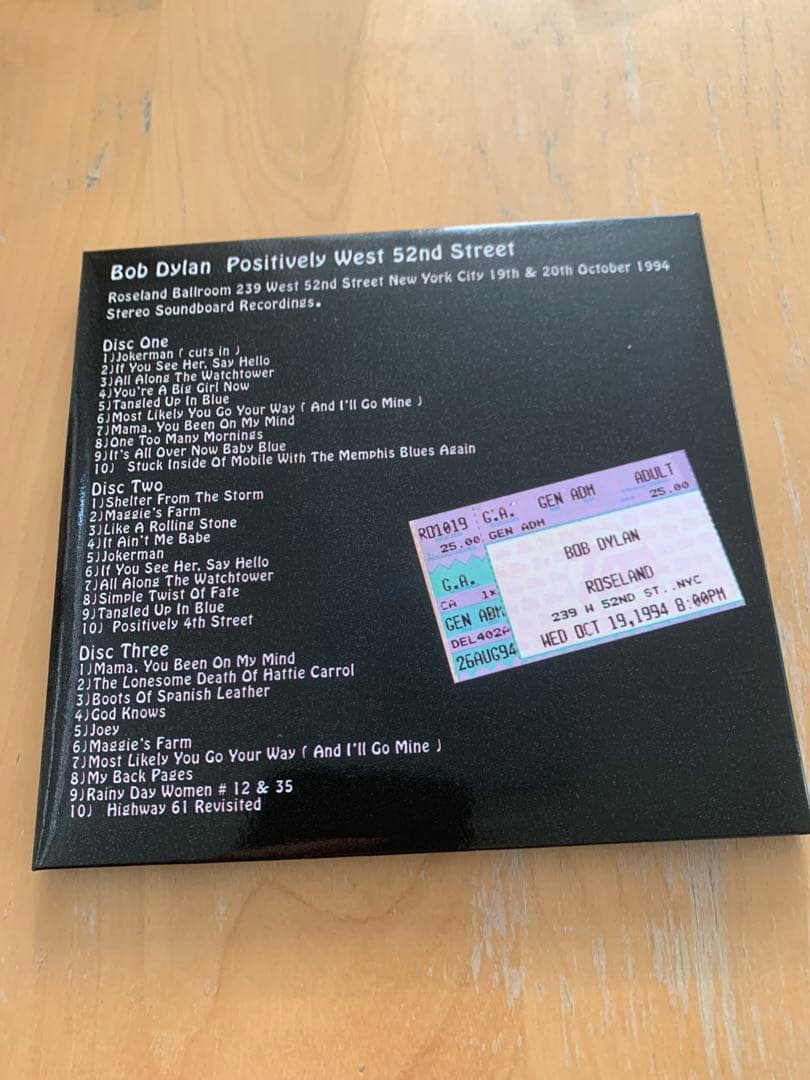 Bob Dylan Positively West 52nd Street
Roseland Ballroom 239 West 52nd Street New York City 19th & 20th October 1994
Stereo Soundboard Recordings.
Disc One
1)Jokerman ( cuts in )
2)If You See Her, Say Hello
3)All Along The Watchtower
4)You're A Big Girl Now
5)Tangled Up In Blue
6)Most Likely You Go Your Way ( And I'll Go Mine )
7)Mama, You Been On My Mind
8)One Too Many Mornings
9)It's All Over Now Baby Blue
10) Stuck Inside Of Mobile With The Memphis Blues Again
Disc Two
1)Shelter From The Storm
2)Maggie's Farm
3)Like A Rolling Stone
4)It Ain't Me Babe
5)Jokerman
6)If You See Her, Say Hello
7)All Along The Watchtower
8)Simple Twist Of Fate
9)Tangled Up In Blue
10) Positively 4th Street
Disc Three
1)Mama, You Been On My Mind
2)The Lonesome Death Of Hattie Carrol
3)Boots Of Spanish Leather
4)God Knows
5)Joey
6)Maggie's Farm
7)Most Likely You Go Your Way ( And I'll Go Mine )
8)My Back Pages
9)Rainy Day Women # 12 & 35
10) Highway 61 Revisited
RD1019 G.A. GEN ADM ADULT
25.00 GEN ADM 25.00
G.A.
CA 1x
GEN ADM
DEL402A
26AUG94
BOB DYLAN
ROSELAND
239 W 52ND ST..NYC
WED OCT 19,1994 8:00PM